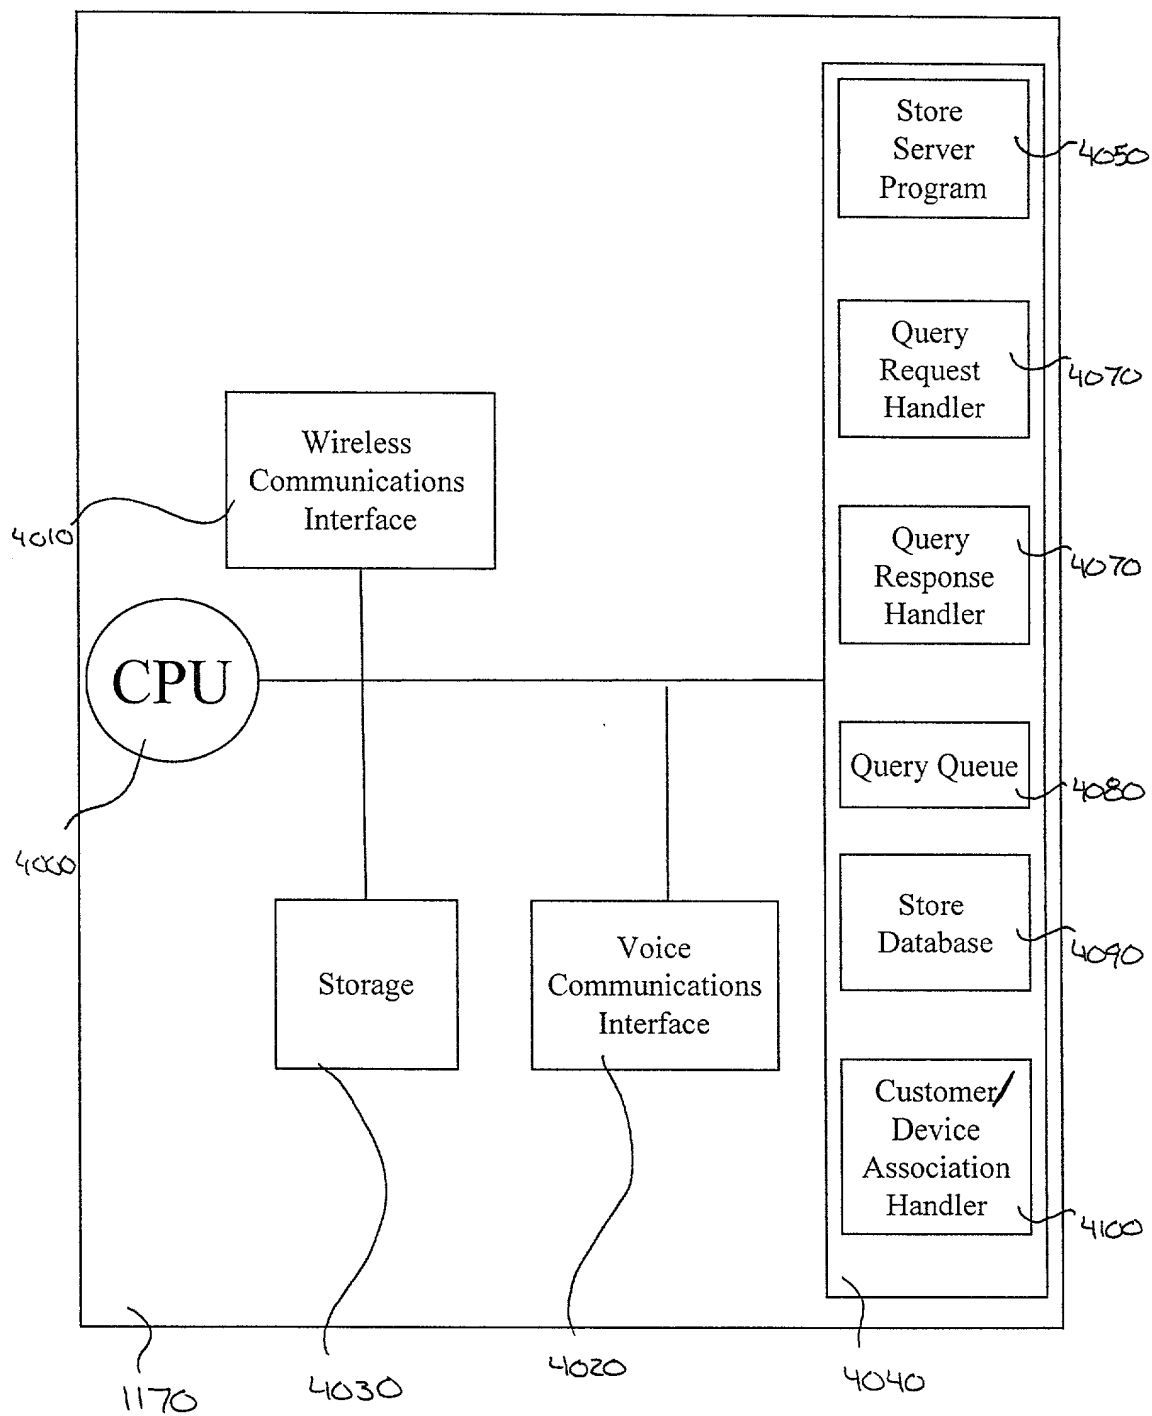 Store
Server
Program
4050
Query
Request
Handler
4070
Wireless
Communications
Interface
4010
Query
Response
Handler
4070
CPU
4000
Query Queue
4080
Store
Database
4090
Storage
Voice
Communications
Interface
Customer/
Device
Association
Handler
4100
1170
4030
4020
4040